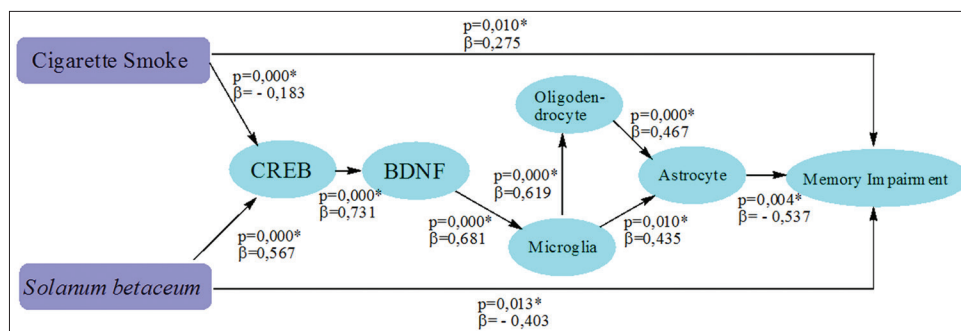 p=0,010*
β=0,275
Cigarette Smoke
p=0,000*
β= - 0,183
Oligoden-
drocyte
p=0,000*
β=0,467
CREB
BDNF
p=0,000*
β=0,731
p=0,000*
β=0,619
Astrocyte
Memory Impairment
p=0,004*
β= - 0,537
p=0,000*
β=0,681
Microglia
p=0,010*
β=0,435
p=0,000*
β=0,567
Solanum betaceum
p=0,013*
β= - 0,403